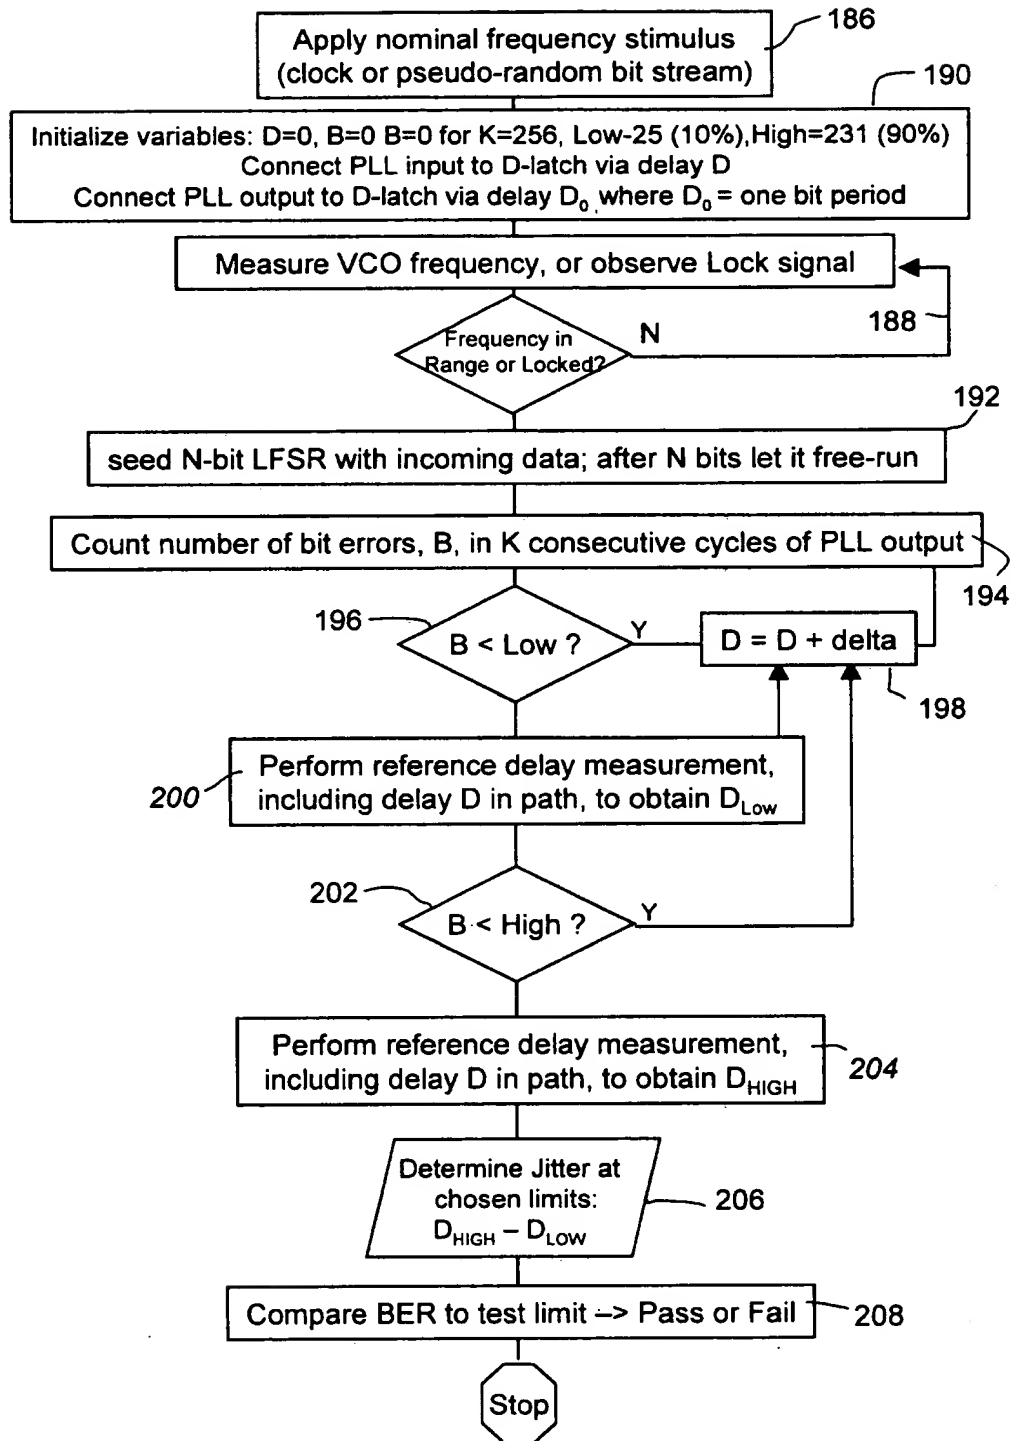 Apply nominal frequency stimulus
(clock or pseudo-random bit stream)
186
190
Initialize variables: D=0, B=0 B=0 for K=256, Low-25 (10%),High=231 (90%)
Connect PLL input to D-latch via delay D
Connect PLL output to D-latch via delay D₀, where D₀ = one bit period
Measure VCO frequency, or observe Lock signal
188
Frequency in
Range or Locked?
N
192
seed N-bit LFSR with incoming data; after N bits let it free-run
Count number of bit errors, B, in K consecutive cycles of PLL output
194
196
B < Low ?
Y
D = D + delta
198
Perform reference delay measurement,
including delay D in path, to obtain D_Low
200
202
B < High ?
Y
Perform reference delay measurement,
including delay D in path, to obtain D_HIGH
204
Determine Jitter at
chosen limits:
D_HIGH – D_LOW
206
Compare BER to test limit –> Pass or Fail
208
Stop